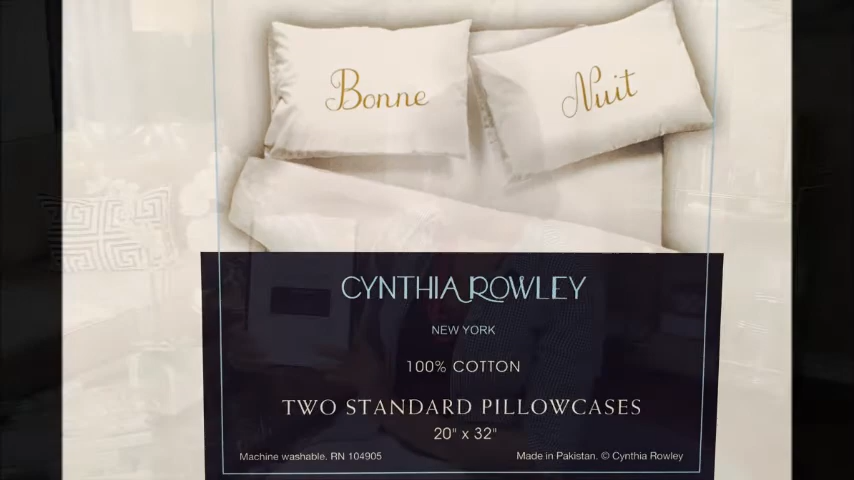 Bonne Nuit
CYNTHIA ROWLEY
NEW YORK
100% COTTON
TWO STANDARD PILLOWCASES
20" x 32"
Machine washable. RN 104905 Made in Pakistan. © Cynthia Rowley